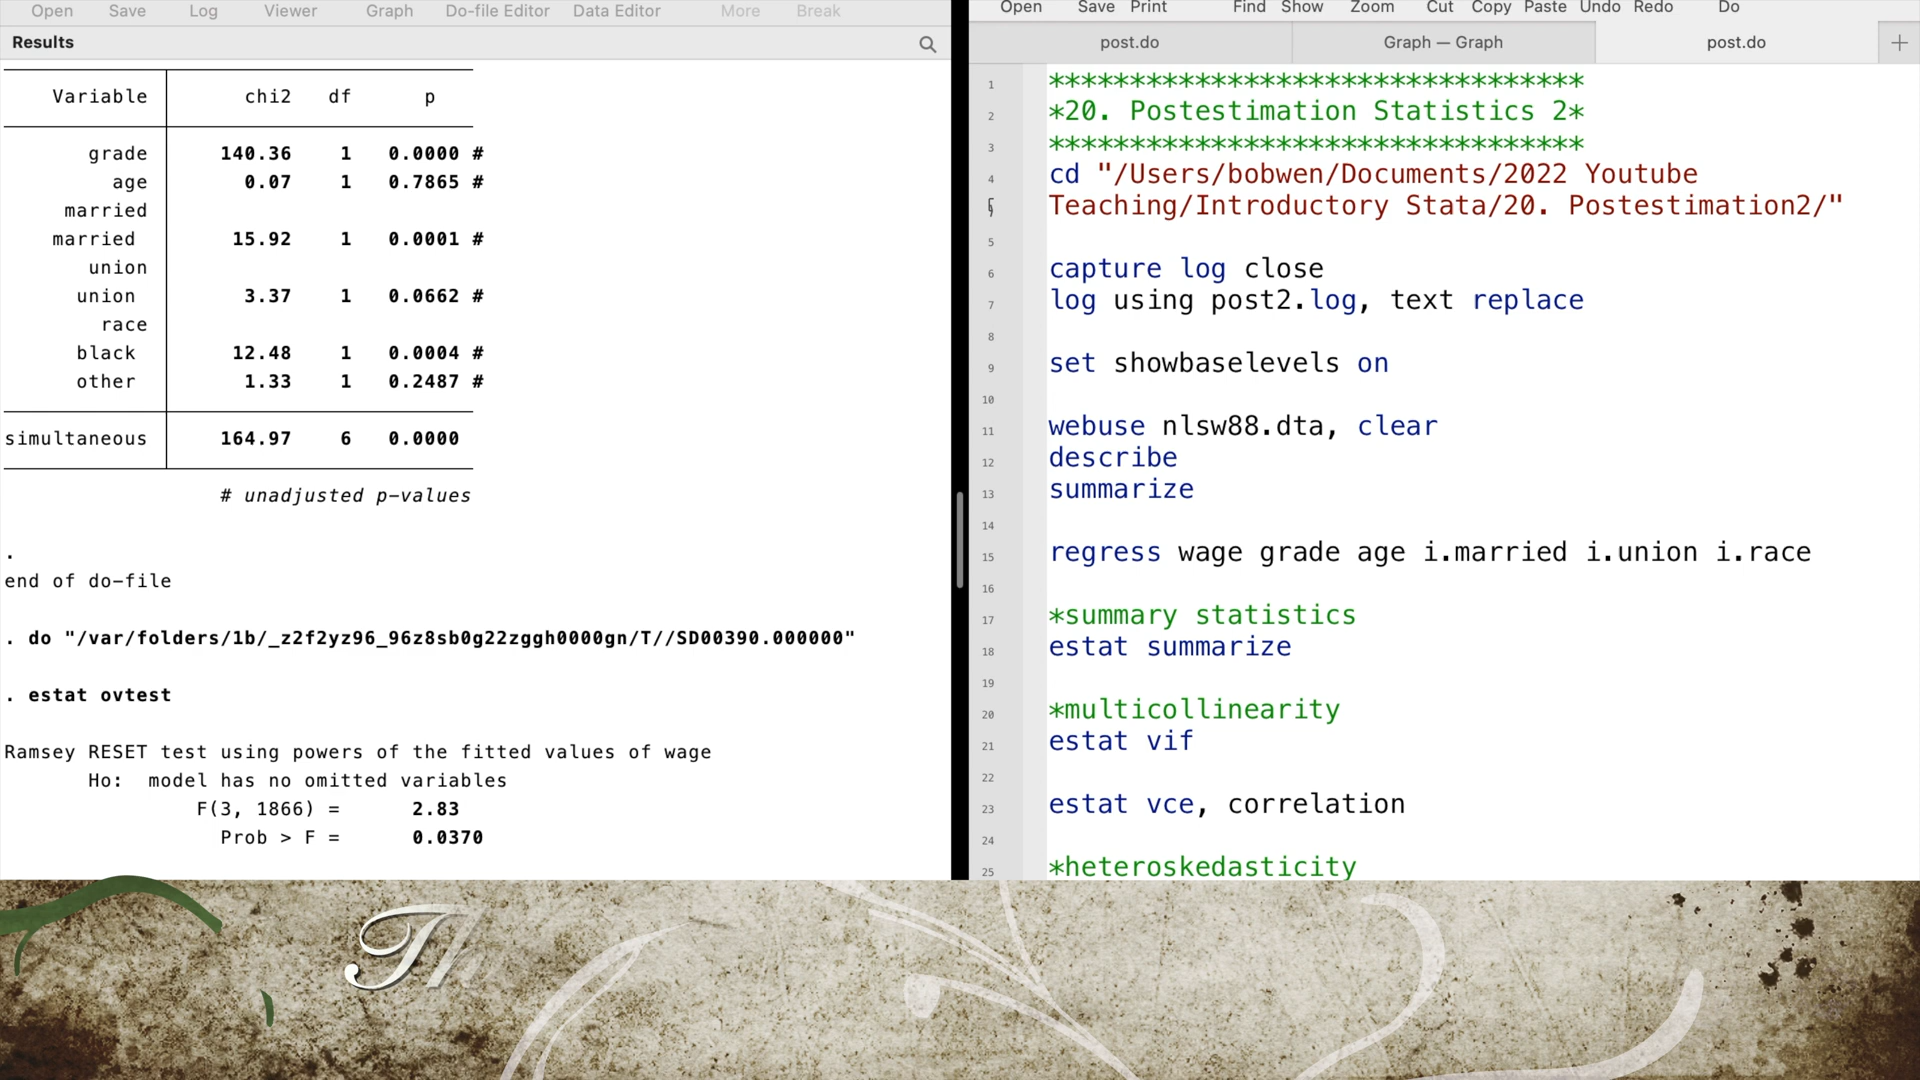 Open Save Log Viewer Graph Do-file Editor Data Editor More Break
Results
Variable chi2 df p
grade 140.36 1 0.0000 #
age 0.07 1 0.7865 #
married
married 15.92 1 0.0001 #
union
union 3.37 1 0.0662 #
race
black 12.48 1 0.0004 #
other 1.33 1 0.2487 #
simultaneous 164.97 6 0.0000
# unadjusted p-values
.
end of do-file
. do "/var/folders/1b/_z2f2yz96_96z8sb0g22zggh0000gn/T//SD00390.000000"
. estat ovtest
Ramsey RESET test using powers of the fitted values of wage
Ho: model has no omitted variables
F(3, 1866) = 2.83
Prob > F = 0.0370
Open Save Print Find Show Zoom Cut Copy Paste Undo Redo Do
post.do Graph — Graph post.do
1 *********************************
2 *20. Postestimation Statistics 2*
3 *********************************
4 cd "/Users/bobwen/Documents/2022 Youtube
Teaching/Introductory Stata/20. Postestimation2/"
5
6 capture log close
7 log using post2.log, text replace
8
9 set showbaselevels on
10
11 webuse nlsw88.dta, clear
12 describe
13 summarize
14
15 regress wage grade age i.married i.union i.race
16
17 *summary statistics
18 estat summarize
19
20 *multicollinearity
21 estat vif
22
23 estat vce, correlation
24
25 *heteroskedasticity
Th